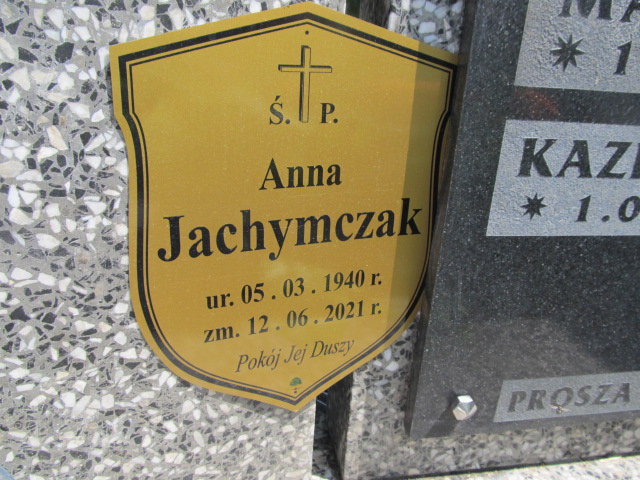 Ś. P.
Anna
Jachymczak
ur. 05 . 03 . 1940 r.
zm. 12 . 06 . 2021 r.
Pokój Jej Duszy
PROSZA